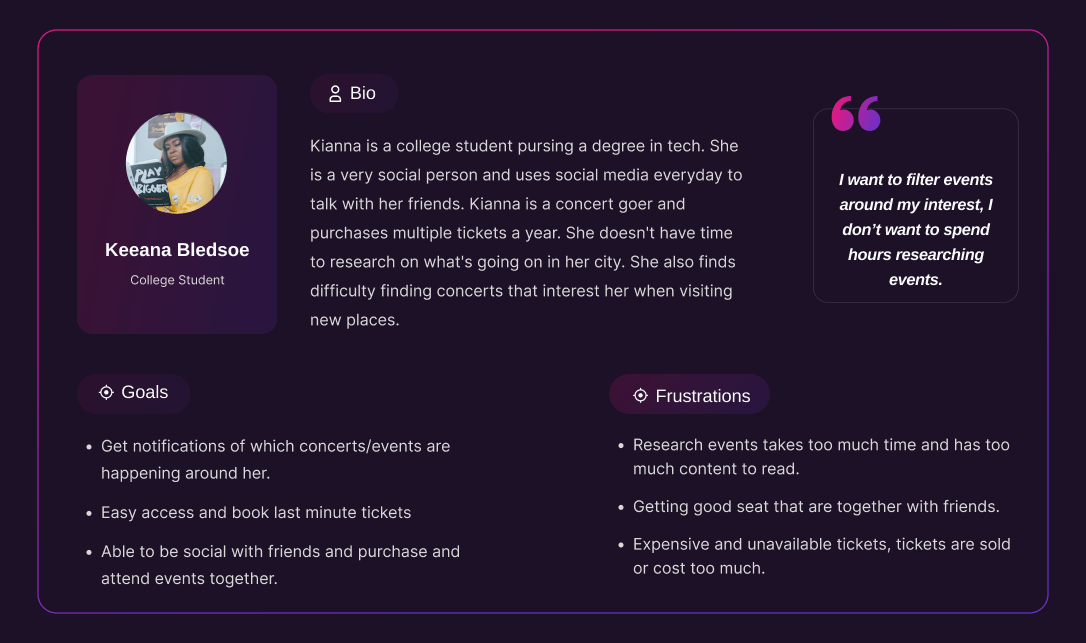 PLAY
BIGGER
Keeana Bledsoe
College Student
Bio
Kianna is a college student pursing a degree in tech. She
is a very social person and uses social media everyday to
talk with her friends. Kianna is a concert goer and
purchases multiple tickets a year. She doesn't have time
to research on what's going on in her city. She also finds
difficulty finding concerts that interest her when visiting
new places.
I want to filter events
around my interest, I
don’t want to spend
hours researching
events.
Goals
• Get notifications of which concerts/events are
happening around her.
• Easy access and book last minute tickets
• Able to be social with friends and purchase and
attend events together.
Frustrations
• Research events takes too much time and has too
much content to read.
• Getting good seat that are together with friends.
• Expensive and unavailable tickets, tickets are sold
or cost too much.